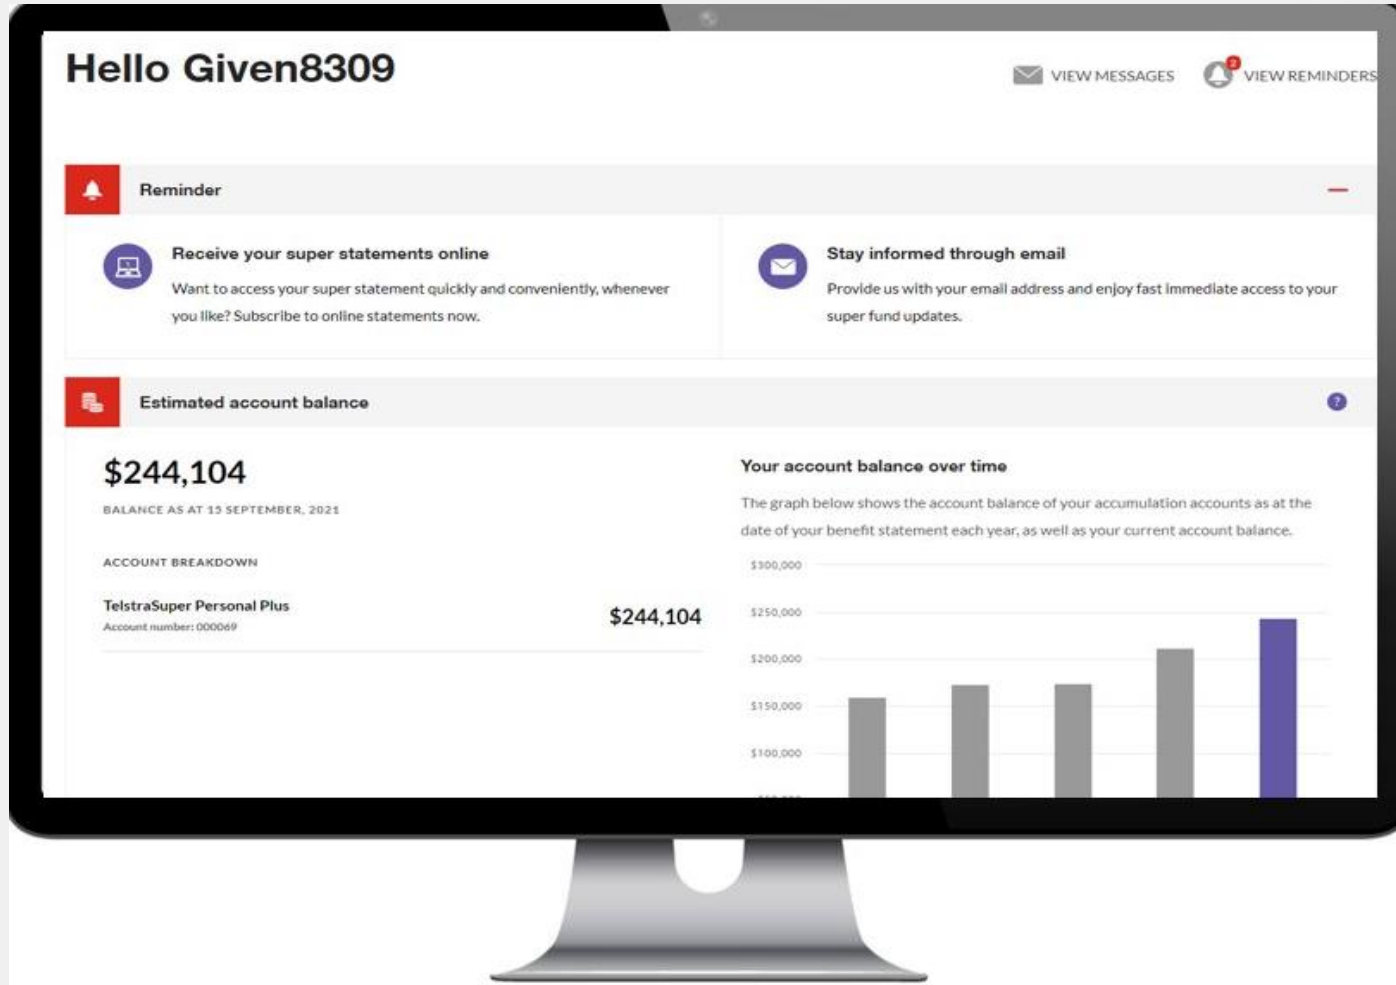 Hello Given8309
VIEW MESSAGES
2
VIEW REMINDERS
Reminder
Receive your super statements online
Want to access your super statement quickly and conveniently, whenever
you like? Subscribe to online statements now.
Stay informed through email
Provide us with your email address and enjoy fast immediate access to your
super fund updates.
Estimated account balance
?
$244,104
BALANCE AS AT 15 SEPTEMBER, 2021
ACCOUNT BREAKDOWN
TelstraSuper Personal Plus
Account number: 000069
$244,104
Your account balance over time
The graph below shows the account balance of your accumulation accounts as at the
date of your benefit statement each year, as well as your current account balance.
$300,000
$250,000
$200,000
$150,000
$100,000